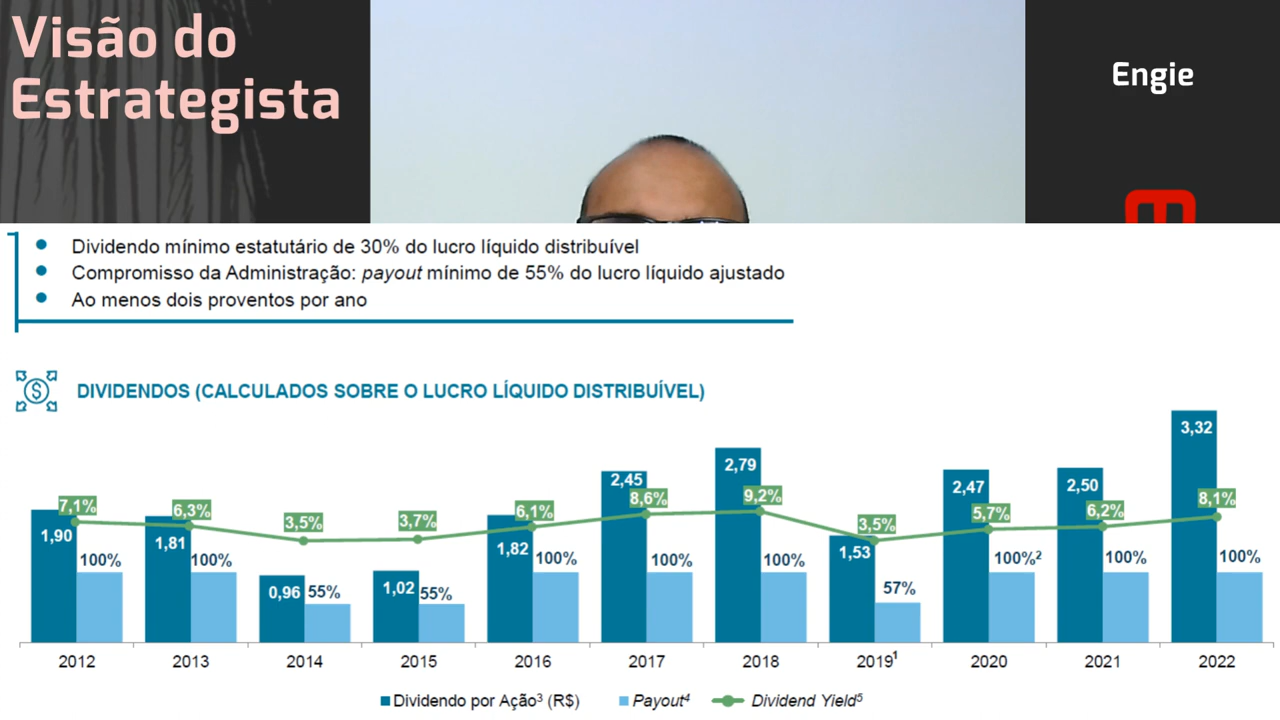 Visão do
Estrategista
Engie
Dividendo mínimo estatutário de 30% do lucro líquido distribuível
Compromisso da Administração: payout mínimo de 55% do lucro líquido ajustado
Ao menos dois proventos por ano
DIVIDENDOS (CALCULADOS SOBRE O LUCRO LÍQUIDO DISTRIBUÍVEL)
1,90 7,1% 100%
1,81 6,3% 100%
0,96 3,5% 55%
1,02 3,7% 55%
1,82 6,1% 100%
2,45 8,6% 100%
2,79 9,2% 100%
1,53 3,5% 57%
2,47 5,7% 100%²
2,50 6,2% 100%
3,32 8,1% 100%
2012 2013 2014 2015 2016 2017 2018 2019¹ 2020 2021 2022
Dividendo por Ação³ (R$) Payout⁴ Dividend Yield⁵